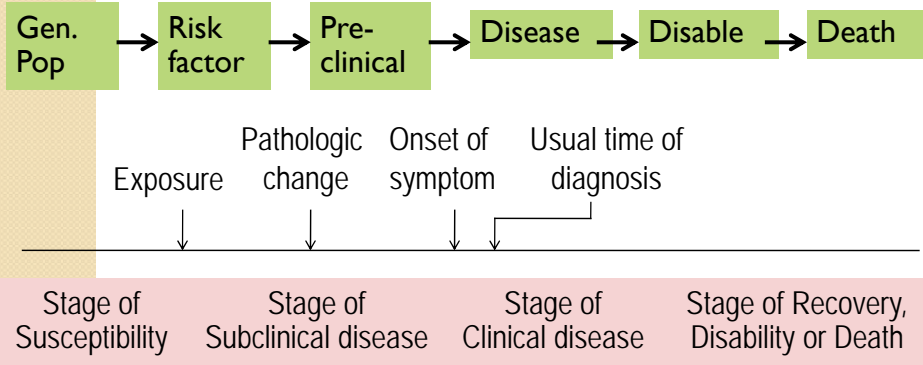 Gen.
Pop
Risk
factor
Pre-
clinical
Disease
Disable
Death
Exposure
Pathologic
change
Onset of
symptom
Usual time of
diagnosis
Stage of
Susceptibility
Stage of
Subclinical disease
Stage of
Clinical disease
Stage of Recovery,
Disability or Death